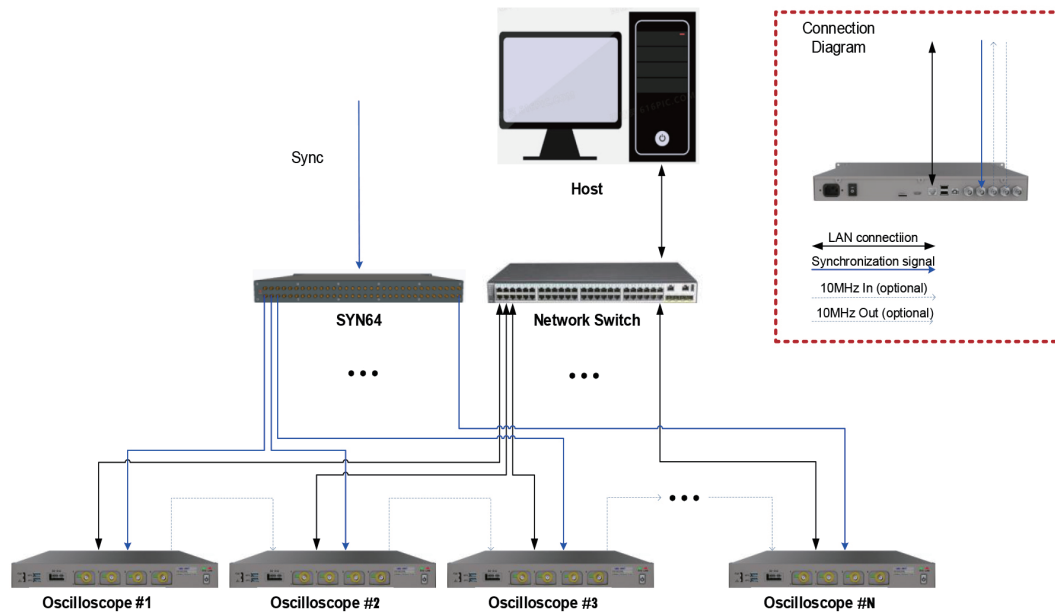 Connection
Diagram
Sync
Host
LAN connectiion
Synchronization signal
10MHz In (optional)
10MHz Out (optional)
SYN64
Network Switch
Oscilloscope #1
Oscilloscope #2
Oscilloscope #3
Oscilloscope #N